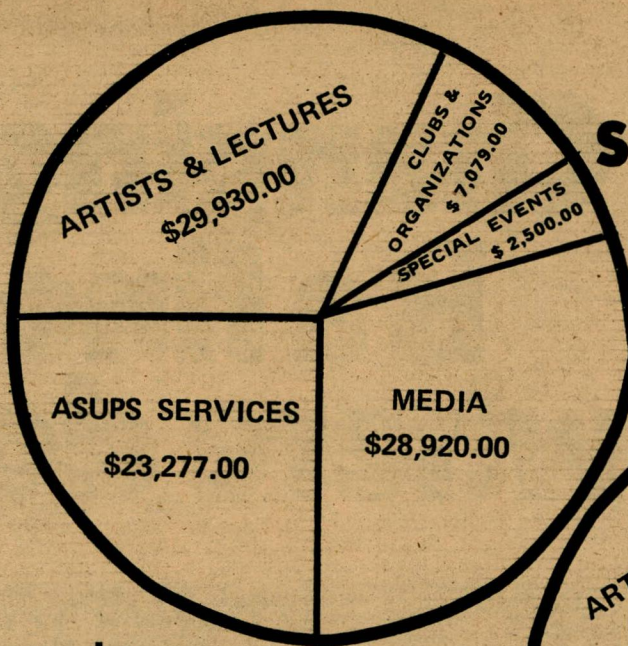 ARTISTS & LECTURES
$29,930.00
CLUBS &
ORGANIZATIONS
$7,079.00
SPECIAL EVENTS
$2,500.00
ASUPS SERVICES
$23,277.00
MEDIA
$28,920.00